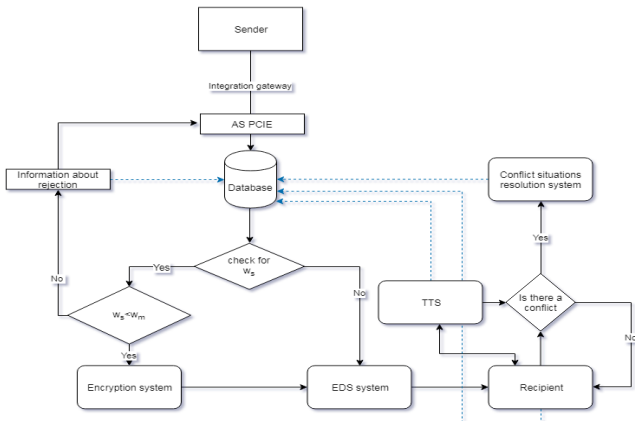 Sender
Integration gateway
AS PCIE
Information about
rejection
Database
Conflict situations
resolution system
check for
wₛ
Yes
No
Yes
No
TTS
Is there a
conflict
wₛ<wₘ
No
Yes
Encryption system
EDS system
Recipient